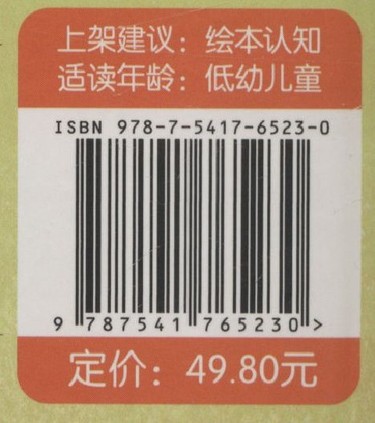 上架建议：绘本认知
适读年龄：低幼儿童
ISBN 978-7-5417-6523-0
9 787541 765230 >
定价：49.80元